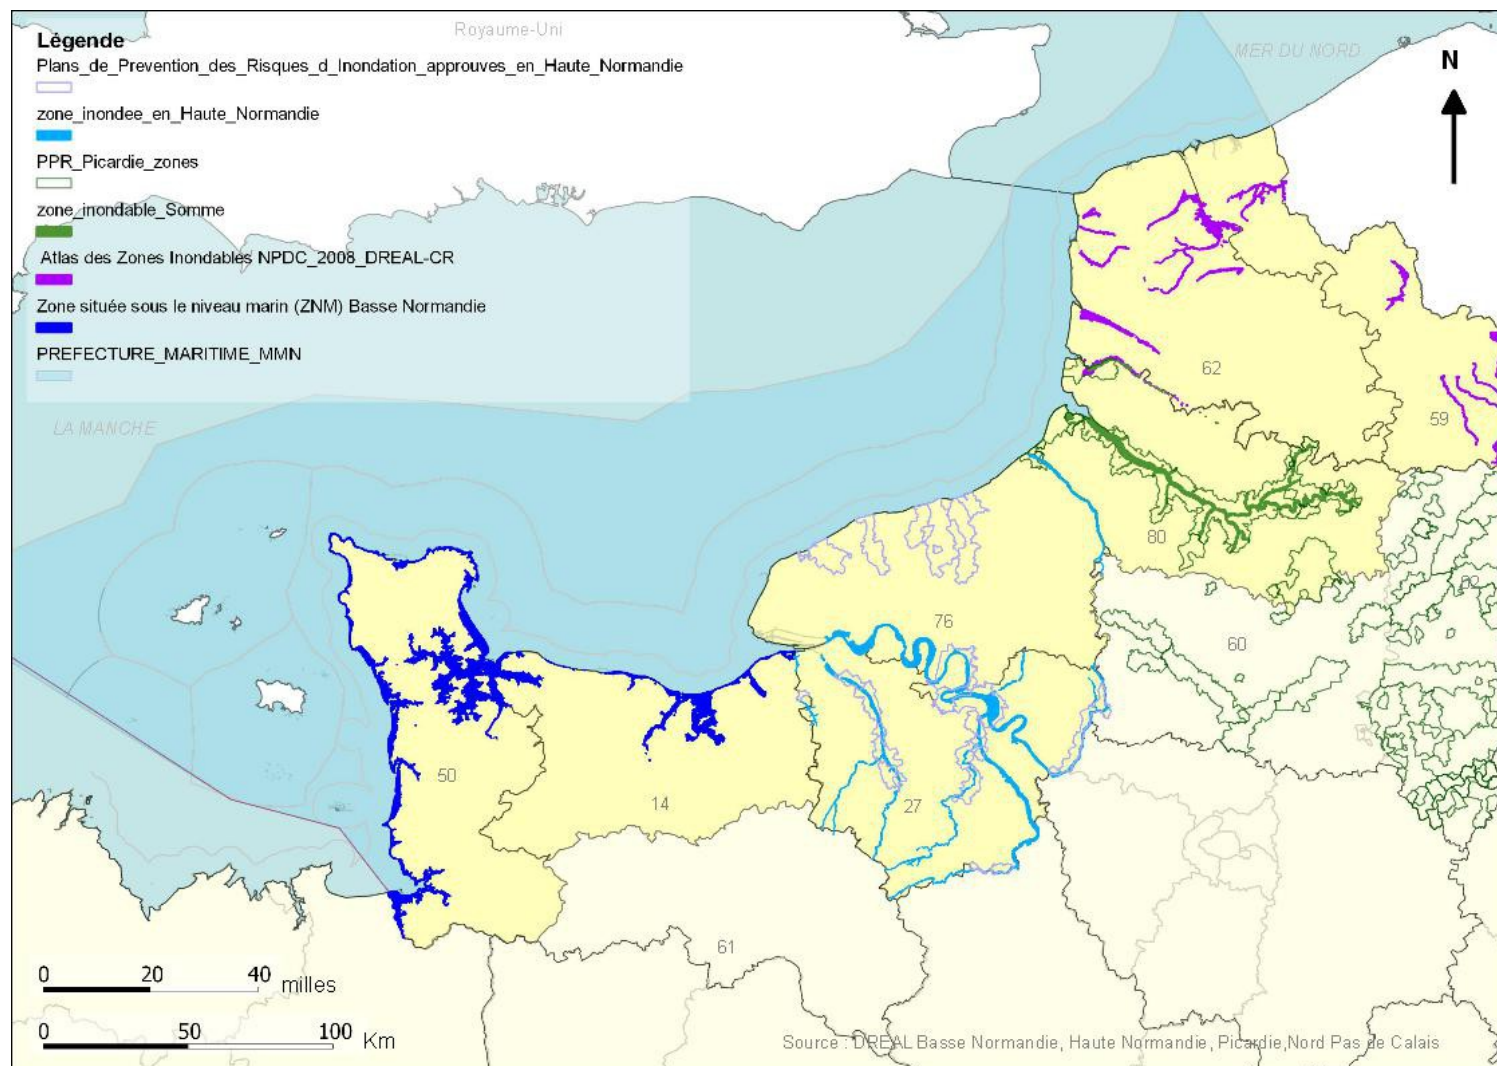 Royaume-Uni
MER DU NORD
Légende
Plans_de_Prevention_des_Risques_d_Inondation_approuves_en_Haute_Normandie
zone_inondee_en_Haute_Normandie
PPR_Picardie_zones
zone_inondable_Somme
Atlas des Zones Inondables NPDC_2008_DREAL-CR
Zone située sous le niveau marin (ZNM) Basse Normandie
PREFECTURE_MARITIME_MMN
N
LA MANCHE
62
59
80
76
60
50
14
27
61
0 20 40 milles
0 50 100 Km
Source : DREAL Basse Normandie, Haute Normandie, Picardie,Nord Pas de Calais